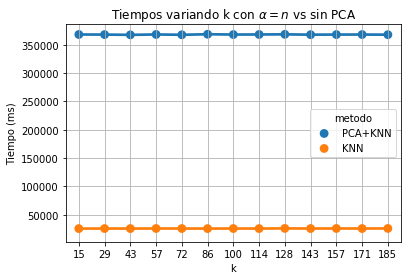 Tiempos variando k con α = n vs sin PCA
Tiempo (ms)
350000
300000
250000
200000
150000
100000
50000
metodo
PCA+KNN
KNN
15 29 43 57 72 86 100 114 128 143 157 171 185
k